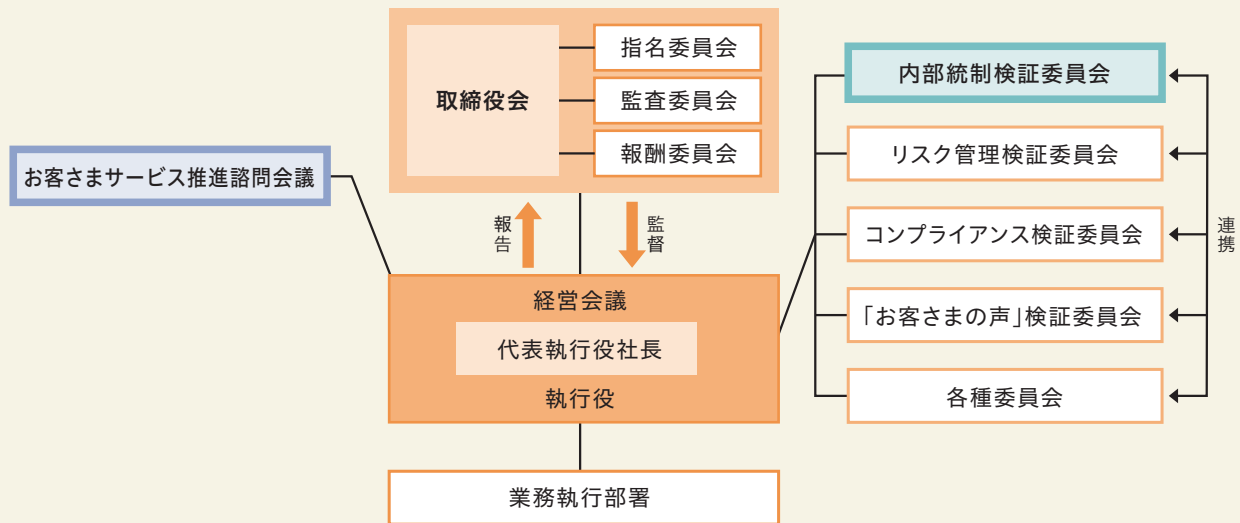 指名委員会
取締役会
監査委員会
報酬委員会
お客さまサービス推進諮問会議
報告
監督
経営会議
代表執行役社長
執行役
業務執行部署
内部統制検証委員会
リスク管理検証委員会
コンプライアンス検証委員会
「お客さまの声」検証委員会
各種委員会
連携